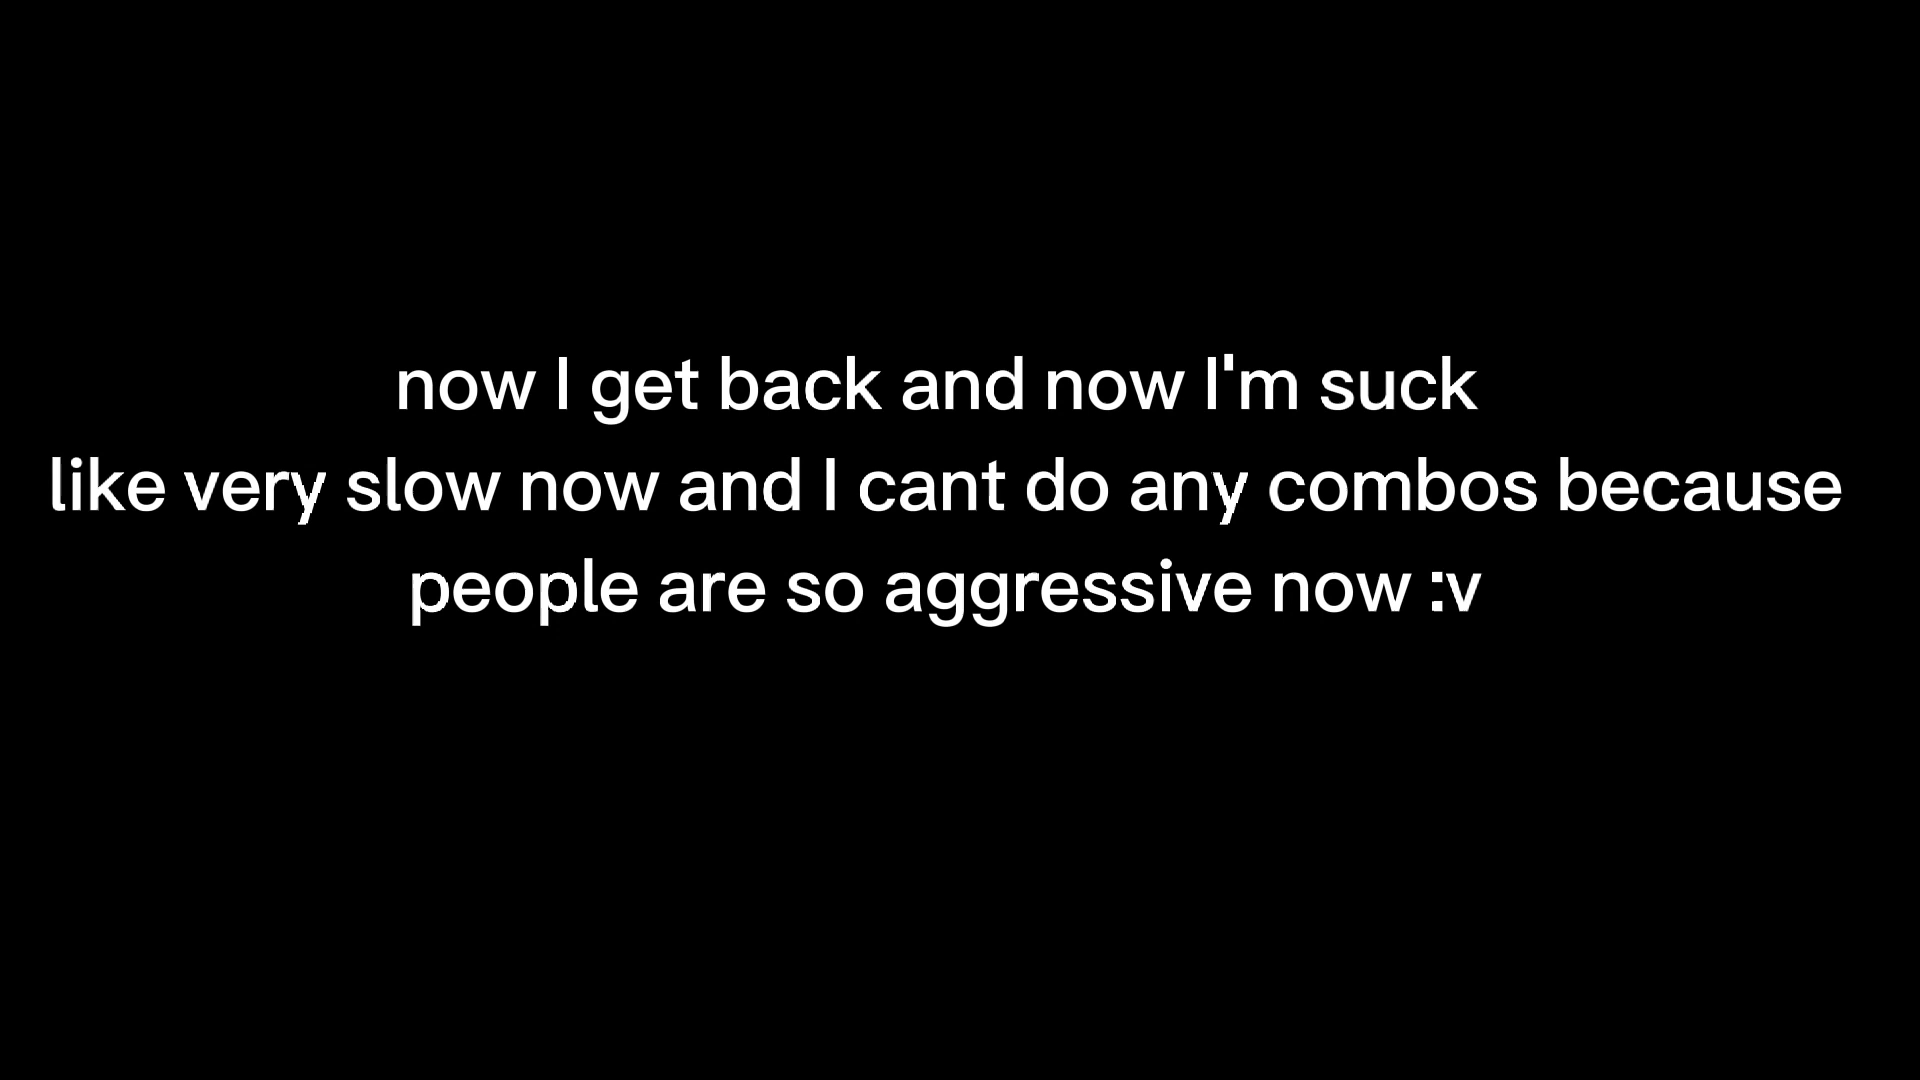 now I get back and now I'm suck
like very slow now and I cant do any combos because
people are so aggressive now :v